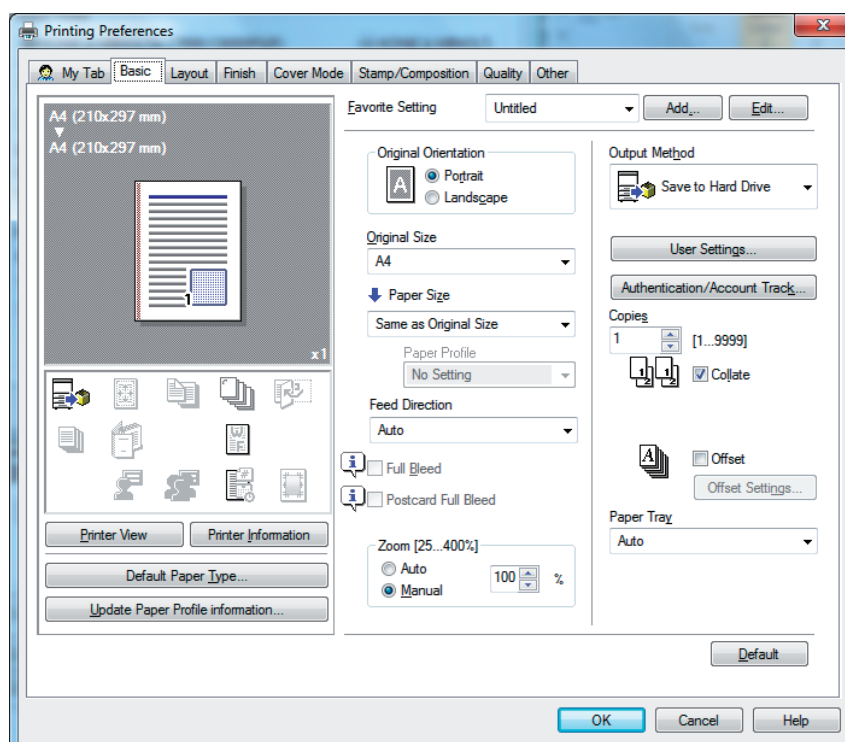 Printing Preferences
My Tab Basic Layout Finish Cover Mode Stamp/Composition Quality Other
A4 (210x297 mm)
A4 (210x297 mm)
1
x1
Printer View Printer Information
Default Paper Type...
Update Paper Profile information...
Favorite Setting Untitled Add... Edit...
Original Orientation
A
Portrait
Landscape
Original Size
A4
Paper Size
Same as Original Size
Paper Profile
No Setting
Feed Direction
Auto
Full Bleed
Postcard Full Bleed
Zoom [25...400%]
Auto
Manual
100 %
Output Method
Save to Hard Drive
User Settings...
Authentication/Account Track...
Copies
1 [1...9999]
1 2 1 2 Collate
A Offset
Offset Settings...
Paper Tray
Auto
Default
OK Cancel Help